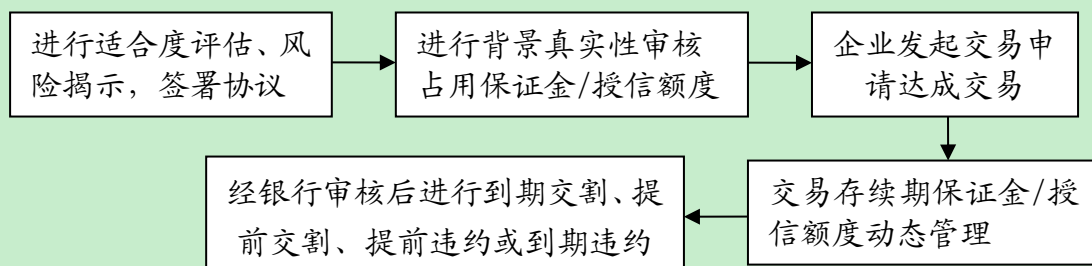 进行适合度评估、风
险揭示，签署协议
进行背景真实性审核
占用保证金/授信额度
企业发起交易申
请达成交易
交易存续期保证金/授
信额度动态管理
经银行审核后进行到期交割、提
前交割、提前违约或到期违约